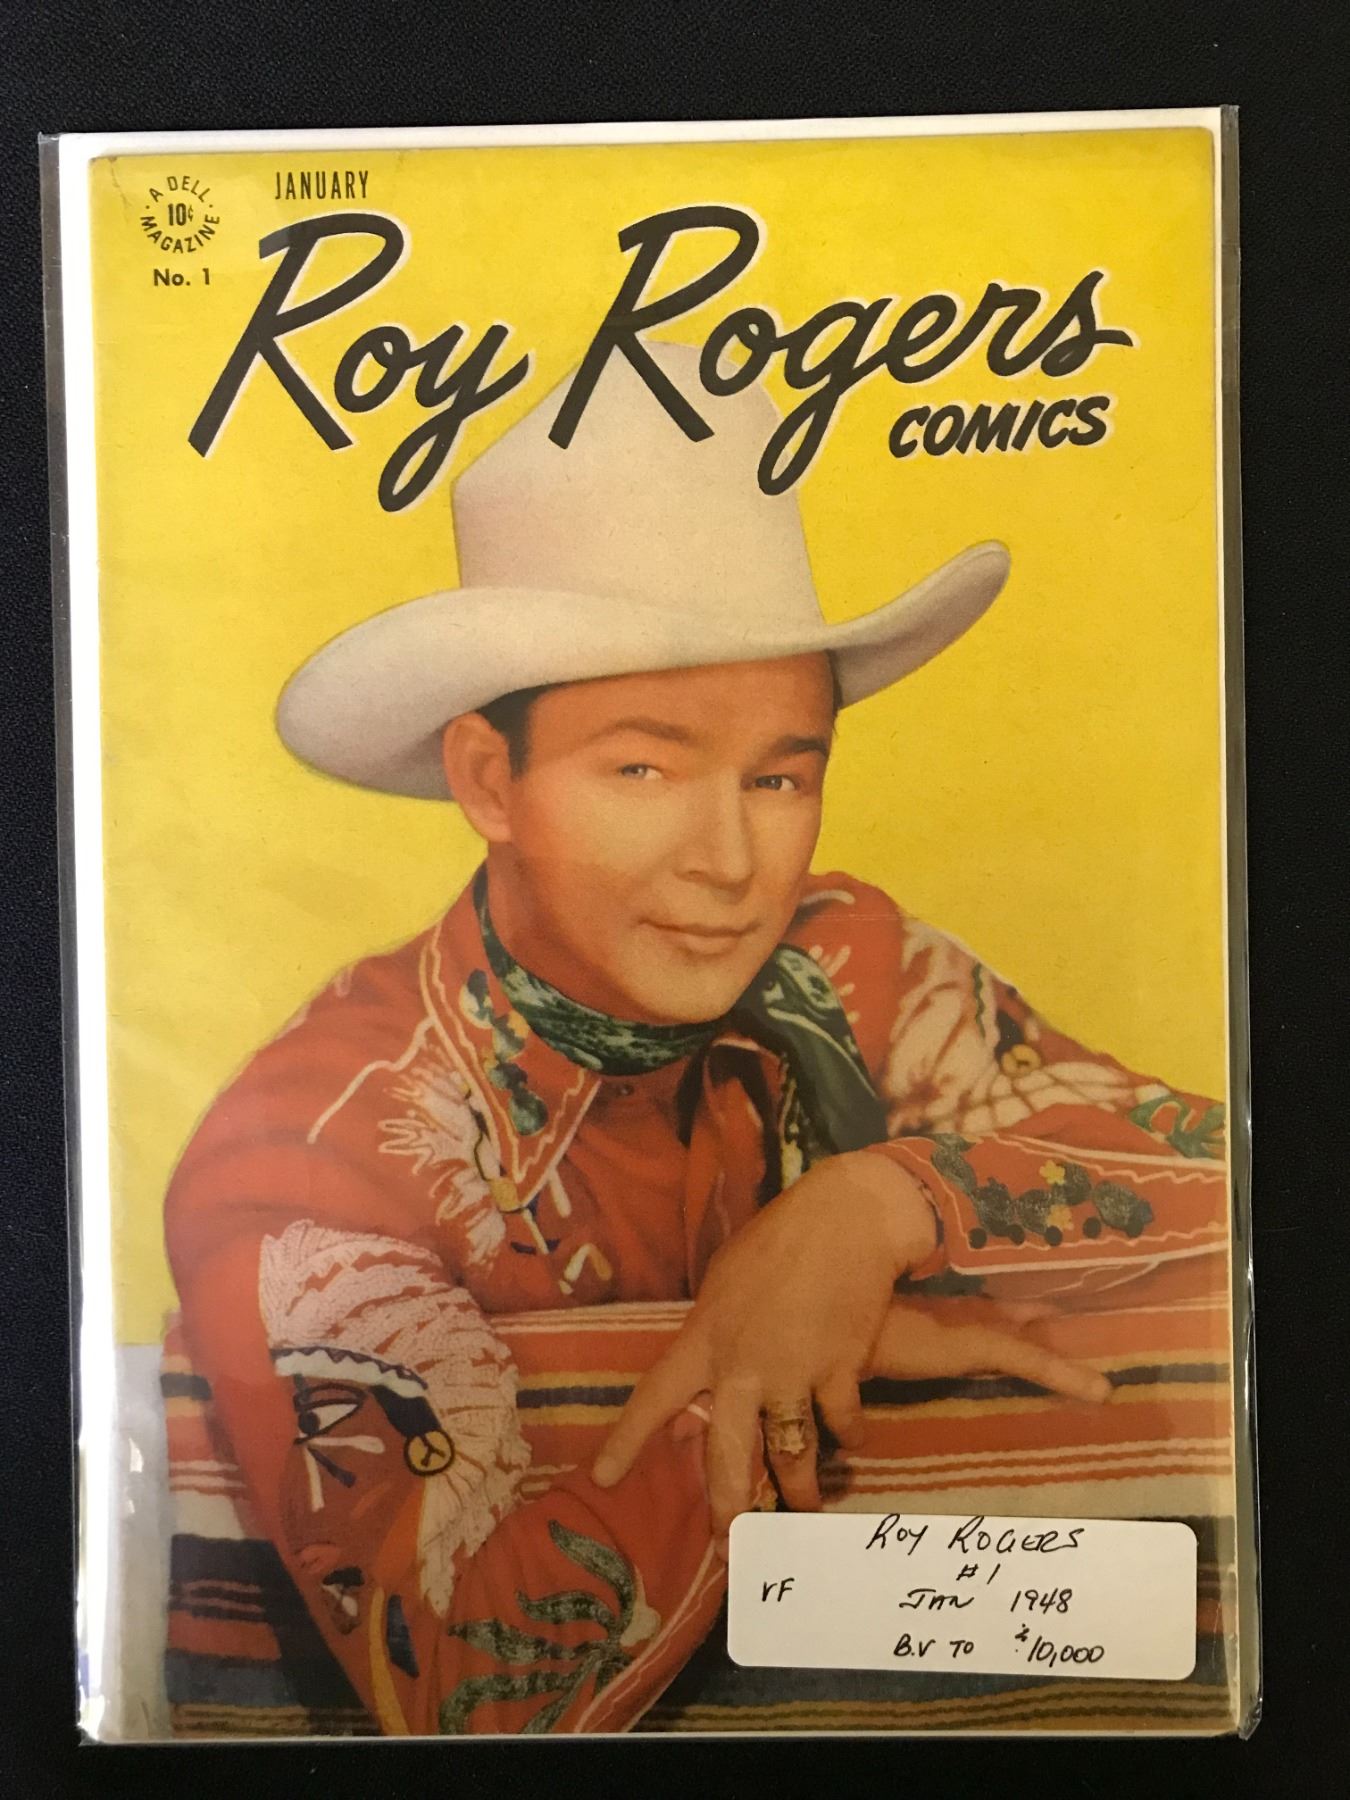 JANUARY
A DELL
10¢
MAGAZINE
No. 1
Roy Rogers
COMICS
ROY ROGERS
#1
VF
JAN 1948
B.V TO $10,000